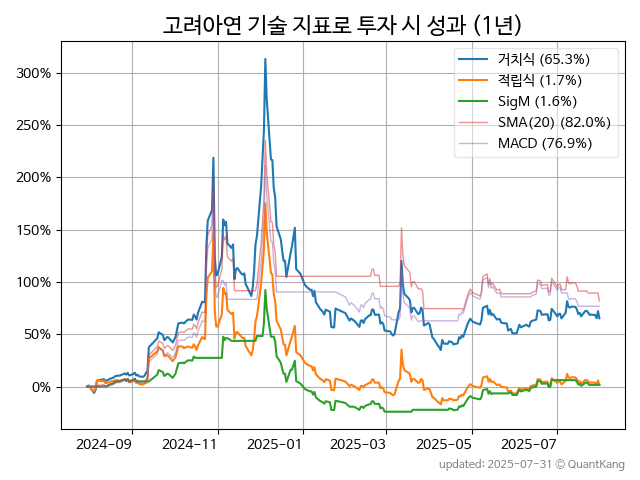 고려아연 기술 지표로 투자 시 성과 (1년)
거치식 (65.3%)
적립식 (1.7%)
SigM (1.6%)
SMA(20) (82.0%)
MACD (76.9%)
300%
250%
200%
150%
100%
50%
0%
2024-09 2024-11 2025-01 2025-03 2025-05 2025-07
updated: 2025-07-31 © QuantKang